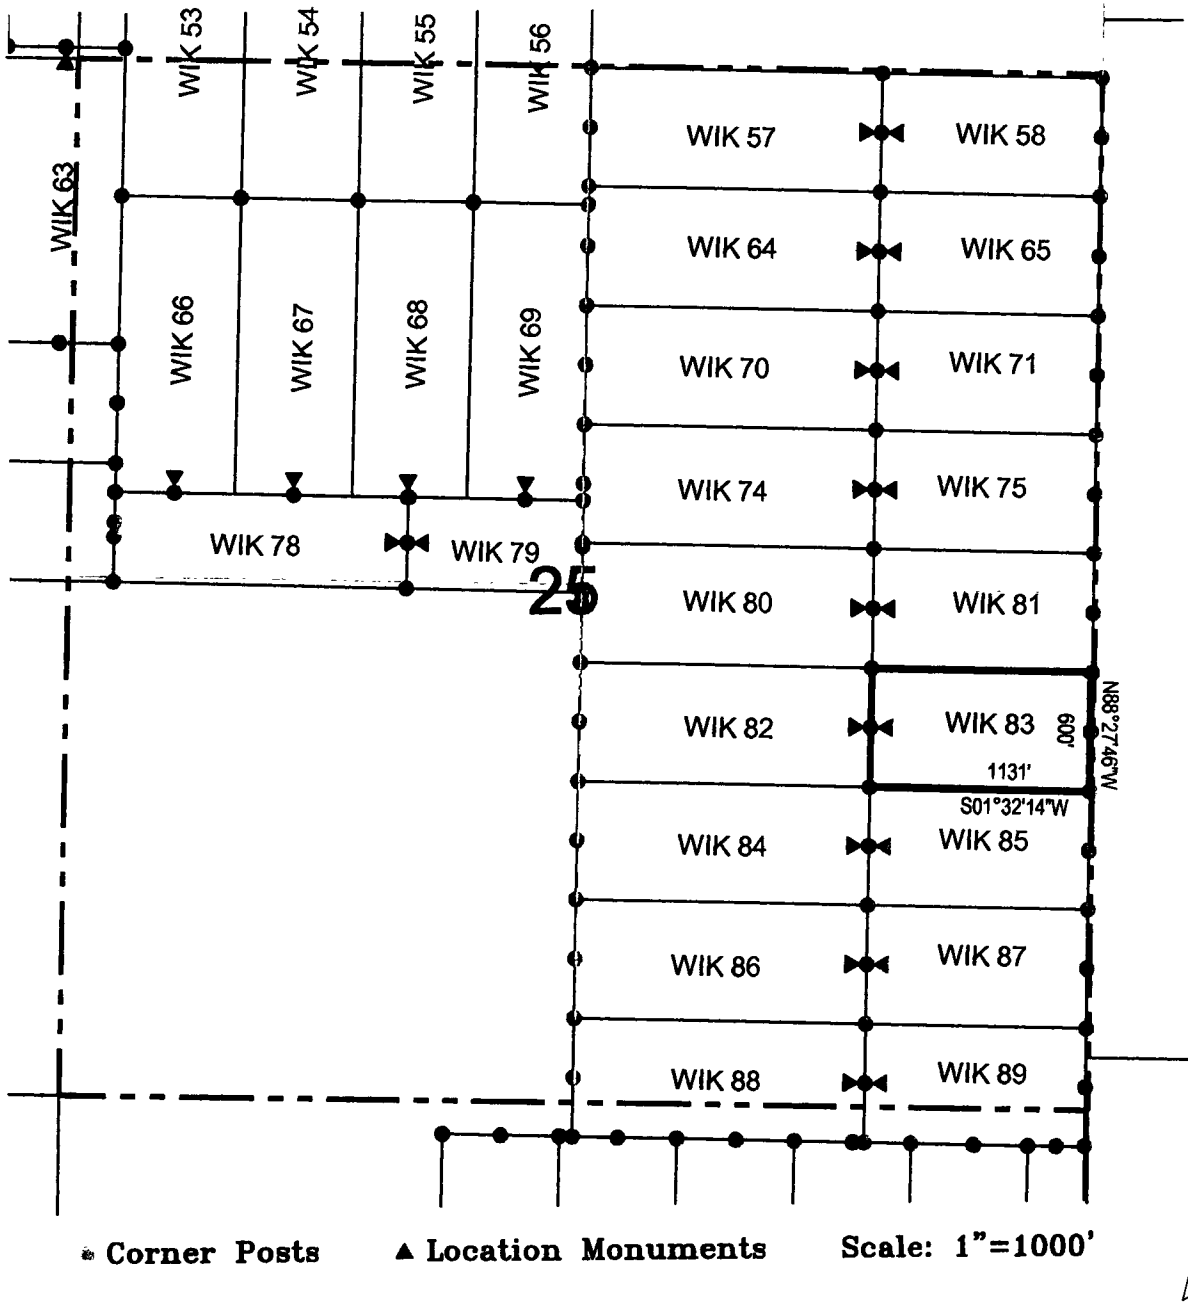 WIK 53
WIK 54
WIK 55
WIK 56
WIK 57
WIK 58
WIK 63
WIK 64
WIK 65
WIK 66
WIK 67
WIK 68
WIK 69
WIK 70
WIK 71
WIK 74
WIK 75
WIK 78
WIK 79
25
WIK 80
WIK 81
WIK 82
WIK 83
600'
N88°27'46"W
1131'
S01°32'14"W
WIK 84
WIK 85
WIK 86
WIK 87
WIK 88
WIK 89
Corner Posts
Location Monuments
Scale: 1"=1000'